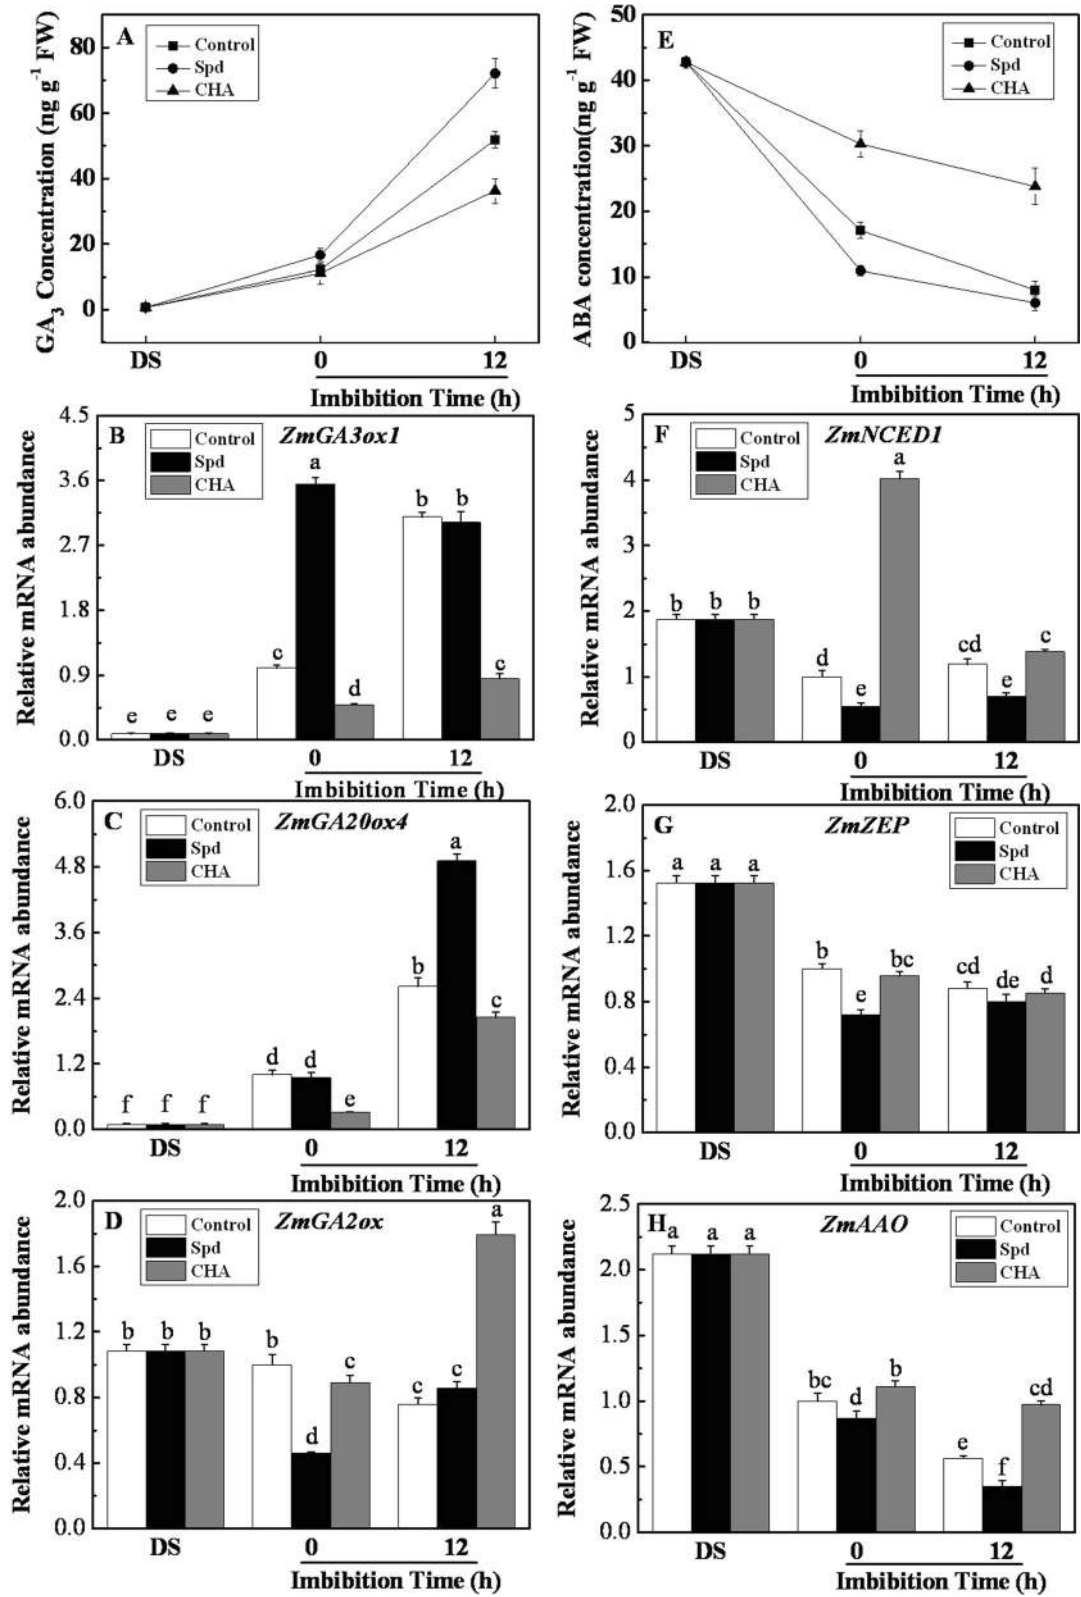 A
Control
Spd
CHA
GA3 Concentration (ng g-1 FW)
80
60
40
20
0
DS
0
12
Imbibition Time (h)
E
Control
Spd
CHA
ABA concentration(ng g-1 FW)
50
40
30
20
10
0
DS
0
12
Imbibition Time (h)
B
Control
Spd
CHA
ZmGA3ox1
Relative mRNA abundance
4.5
3.6
2.7
1.8
0.9
0.0
e e e
c a d
b b c
DS
0
12
Imbibition Time (h)
F
Control
Spd
CHA
ZmNCED1
Relative mRNA abundance
5
4
3
2
1
0
b b b
d e a
cd e c
DS
0
12
Imbibition Time (h)
C
Control
Spd
CHA
ZmGA20ox4
Relative mRNA abundance
6.0
4.8
3.6
2.4
1.2
0.0
f f f
d d e
b a c
DS
0
12
Imbibition Time (h)
G
ZmZEP
Control
Spd
CHA
Relative mRNA abundance
2.0
1.6
1.2
0.8
0.4
0.0
a a a
b e bc
cd de d
DS
0
12
Imbibition Time (h)
D
Control
Spd
CHA
ZmGA2ox
Relative mRNA abundance
2.0
1.6
1.2
0.8
0.4
0.0
b b b
b d c
c c a
DS
0
12
Imbibition Time (h)
H
ZmAAO
Control
Spd
CHA
Relative mRNA abundance
2.5
2.0
1.5
1.0
0.5
0.0
a a a
bc d b
e f cd
DS
0
12
Imbibition Time (h)